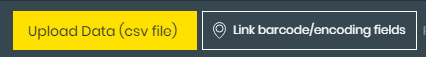 Upload Data (csv file)
Link barcode/encoding fields